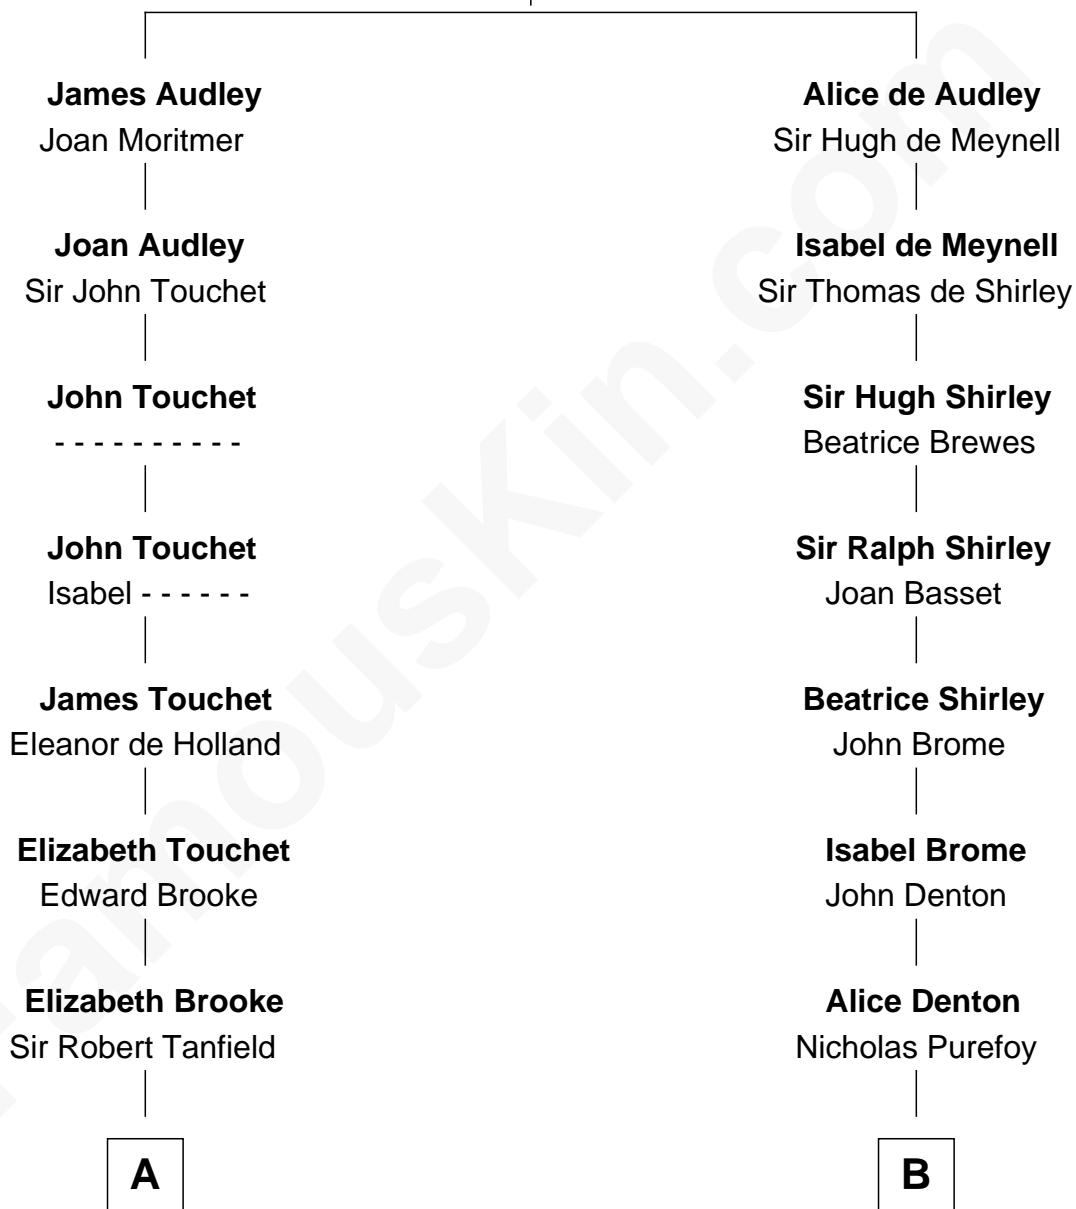 James Audley
Joan Moritmer
Joan Audley
Sir John Touchet
John Touchet
- - - - - - - - - -
John Touchet
Isabel - - - - - -
James Touchet
Eleanor de Holland
Elizabeth Touchet
Edward Brooke
Elizabeth Brooke
Sir Robert Tanfield
A
Alice de Audley
Sir Hugh de Meynell
Isabel de Meynell
Sir Thomas de Shirley
Sir Hugh Shirley
Beatrice Brewes
Sir Ralph Shirley
Joan Basset
Beatrice Shirley
John Brome
Isabel Brome
John Denton
Alice Denton
Nicholas Purefoy
B
FamousKin.com